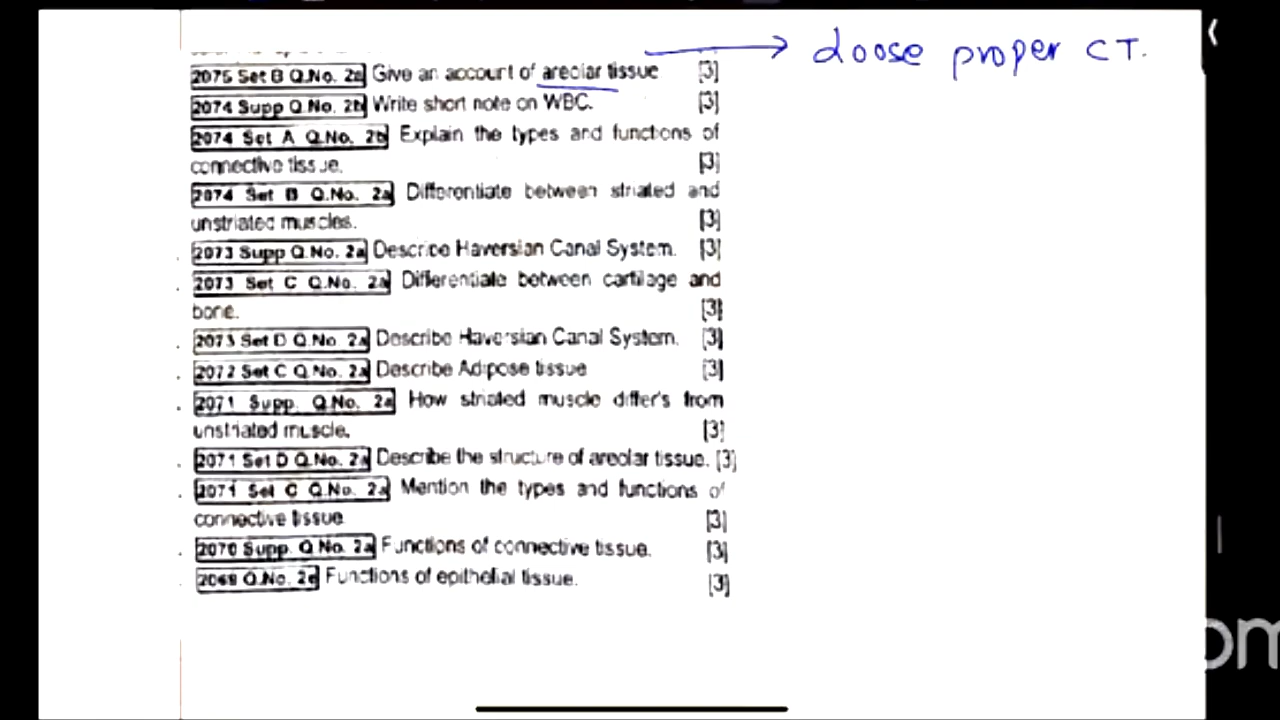 doose proper CT.
2075 Set B Q.No. 2a Give an account of areolar tissue [3]
2074 Supp Q.No. 2b Write short note on WBC. [3]
2074 Set A Q.No. 2b Explain the types and functions of
connective tissue. [3]
2074 Set B Q.No. 2a Differentiate between striated and
unstriated muscles. [3]
2073 Supp Q.No. 2a Describe Haversian Canal System. [3]
2073 Set C Q.No. 2a Differentiate between cartilage and
bone. [3]
2073 Set D Q.No. 2a Describe Haversian Canal System. [3]
2072 Set C Q.No. 2a Describe Adipose tissue [3]
2071 Supp. Q.No. 2a How striated muscle differ's from
unstriated muscle. [3]
2071 Set D Q.No. 2a Describe the structure of areolar tissue. [3]
2071 Set C Q.No. 2a Mention the types and functions of
connective tissue [3]
2070 Supp. Q.No. 2a Functions of connective tissue. [3]
2069 Q.No. 2c Functions of epithelial tissue. [3]
om